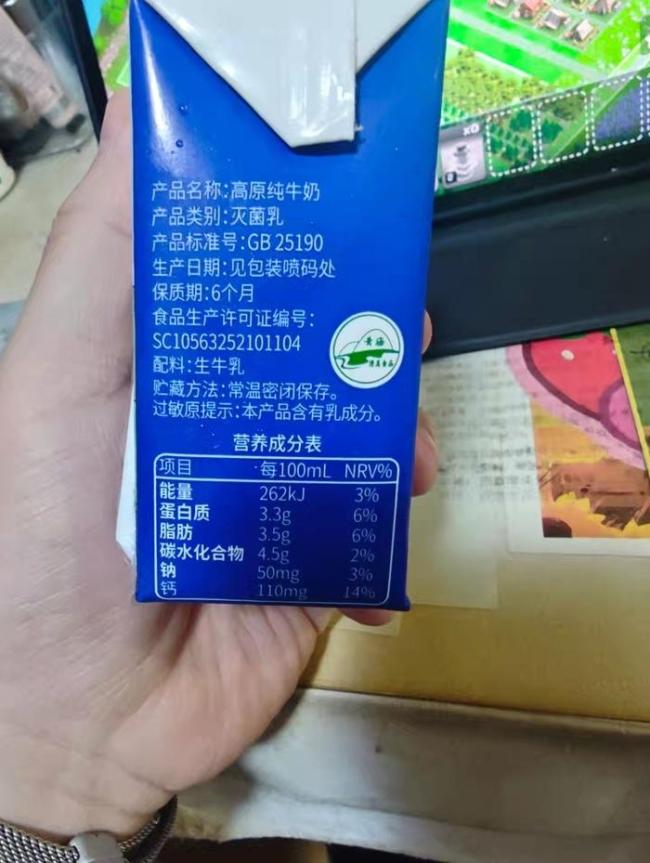 产品名称:高原纯牛奶
产品类别:灭菌乳
产品标准号:GB 25190
生产日期:见包装喷码处
保质期:6个月
食品生产许可证编号:
SC10563252101104
配料:生牛乳
贮藏方法:常温密闭保存。
过敏原提示:本产品含有乳成分。
青海
营养成分表
项目 每100mL NRV%
能量 262kJ 3%
蛋白质 3.3g 6%
脂肪 3.5g 6%
碳水化合物 4.5g 2%
钠 50mg 3%
钙 110mg 14%